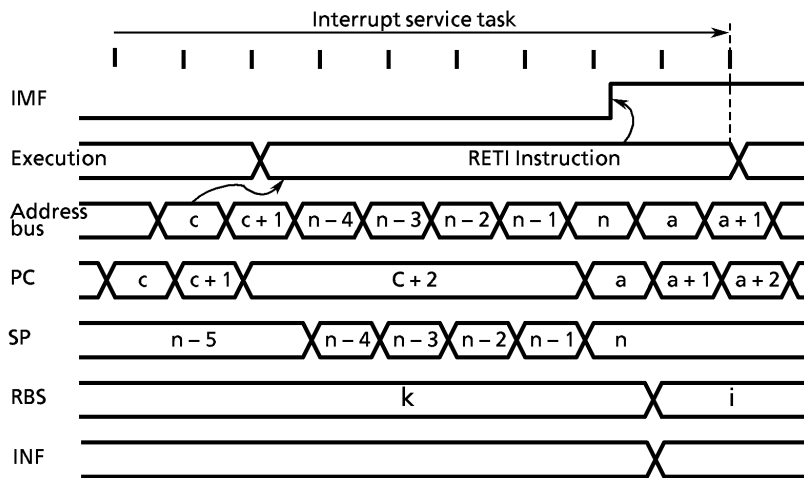 Interrupt service task
IMF
Execution RETI Instruction
Address bus c c + 1 n – 4 n – 3 n – 2 n – 1 n a a + 1
PC c c + 1 C + 2 a a + 1 a + 2
SP n – 5 n – 4 n – 3 n – 2 n – 1 n
RBS k i
INF